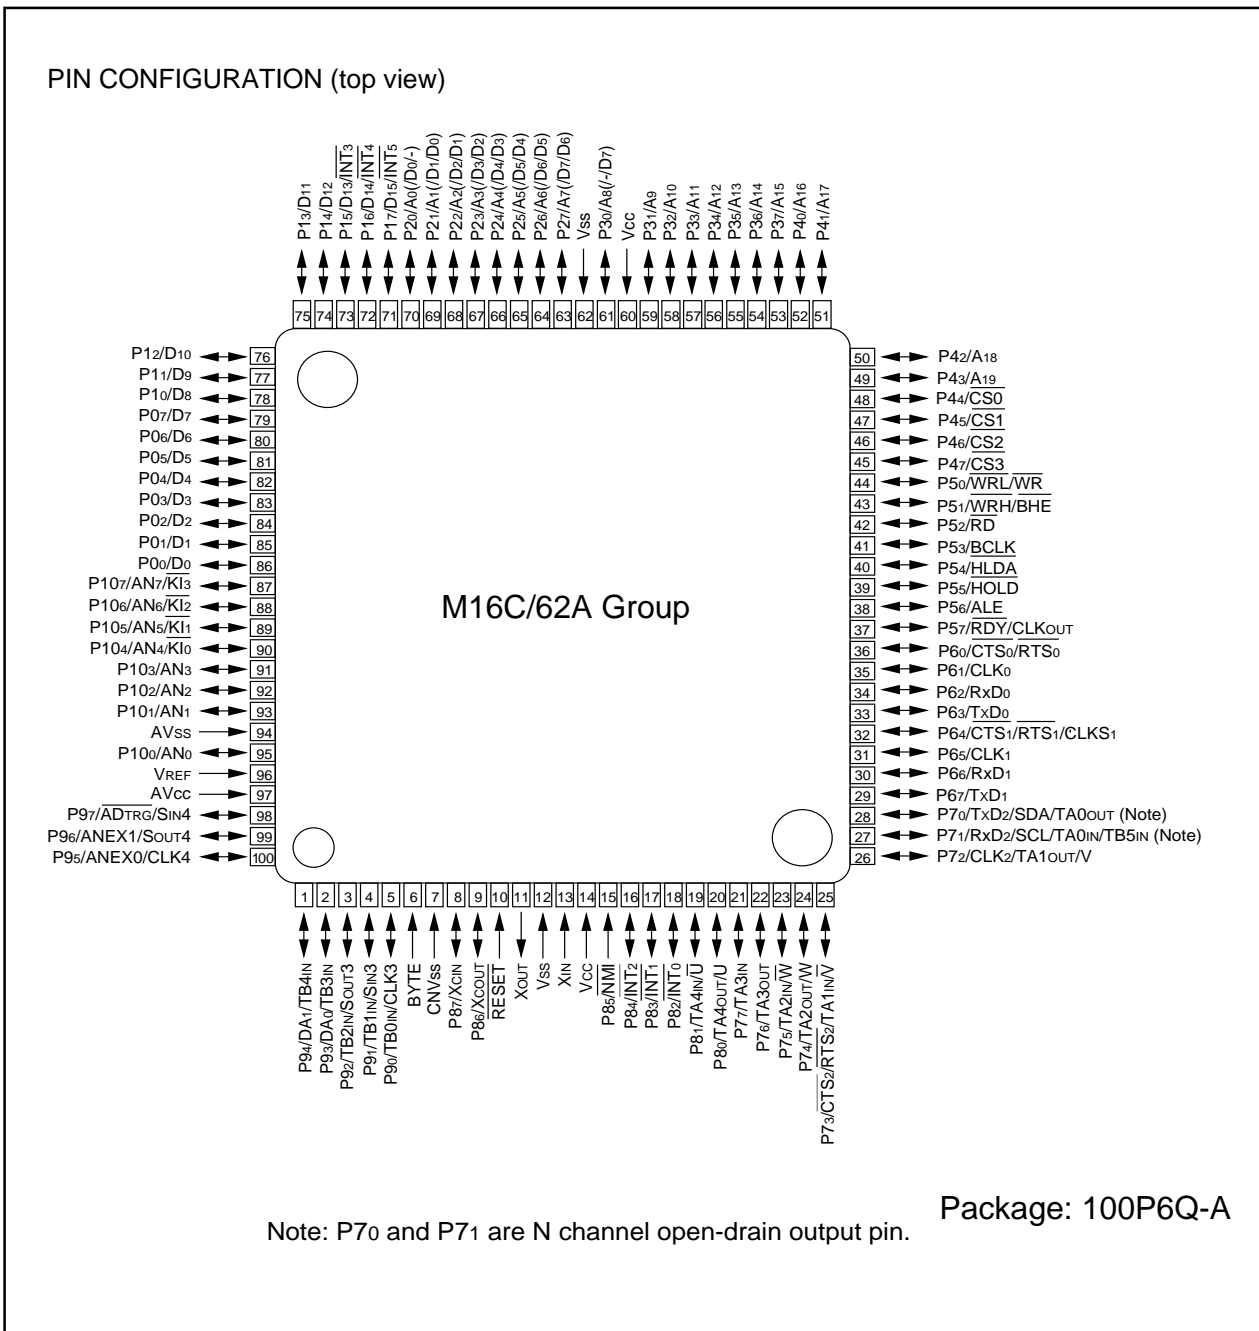 PIN CONFIGURATION (top view)
P13/D11
P14/D12
P15/D13/INT3
P16/D14/INT4
P17/D15/INT5
P20/A0(/D0/-)
P21/A1(/D1/D0)
P22/A2(/D2/D1)
P23/A3(/D3/D2)
P24/A4(/D4/D3)
P25/A5(/D5/D4)
P26/A6(/D6/D5)
P27/A7(/D7/D6)
Vss
P30/A8(/-/D7)
Vcc
P31/A9
P32/A10
P33/A11
P34/A12
P35/A13
P36/A14
P37/A15
P40/A16
P41/A17
75 74 73 72 71 70 69 68 67 66 65 64 63 62 61 60 59 58 57 56 55 54 53 52 51
P12/D10 76
P11/D9 77
P10/D8 78
P07/D7 79
P06/D6 80
P05/D5 81
P04/D4 82
P03/D3 83
P02/D2 84
P01/D1 85
P00/D0 86
P107/AN7/KI3 87
P106/AN6/KI2 88
P105/AN5/KI1 89
P104/AN4/KI0 90
P103/AN3 91
P102/AN2 92
P101/AN1 93
AVss 94
P100/AN0 95
VREF 96
AVcc 97
P97/ADTRG/SIN4 98
P96/ANEX1/SOUT4 99
P95/ANEX0/CLK4 100
M16C/62A Group
50 P42/A18
49 P43/A19
48 P44/CS0
47 P45/CS1
46 P46/CS2
45 P47/CS3
44 P50/WRL/WR
43 P51/WRH/BHE
42 P52/RD
41 P53/BCLK
40 P54/HLDA
39 P55/HOLD
38 P56/ALE
37 P57/RDY/CLKOUT
36 P60/CTS0/RTS0
35 P61/CLK0
34 P62/RxD0
33 P63/TxD0
32 P64/CTS1/RTS1/CLKS1
31 P65/CLK1
30 P66/RxD1
29 P67/TxD1
28 P70/TxD2/SDA/TA0OUT (Note)
27 P71/RxD2/SCL/TA0IN/TB5IN (Note)
26 P72/CLK2/TA1OUT/V
1 2 3 4 5 6 7 8 9 10 11 12 13 14 15 16 17 18 19 20 21 22 23 24 25
P94/DA1/TB4IN
P93/DA0/TB3IN
P92/TB2IN/SOUT3
P91/TB1IN/SIN3
P90/TB0IN/CLK3
BYTE
CNVss
P87/XCIN
P86/XCOUT
RESET
XOUT
Vss
XIN
Vcc
P85/NMI
P84/INT2
P83/INT1
P82/INT0
P81/TA4IN/U
P80/TA4OUT/U
P77/TA3IN
P76/TA3OUT
P75/TA2IN/W
P74/TA2OUT/W
P73/CTS2/RTS2/TA1IN/V
Package: 100P6Q-A
Note: P70 and P71 are N channel open-drain output pin.